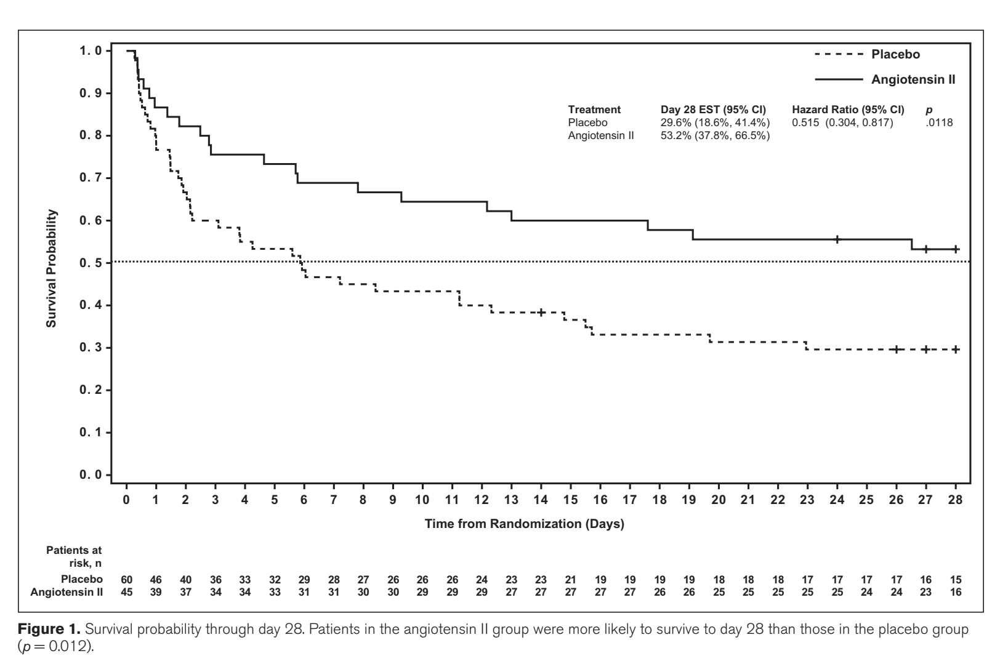 Placebo
Angiotensin II
Treatment Day 28 EST (95% CI) Hazard Ratio (95% CI) p
Placebo 29.6% (18.6%, 41.4%) 0.515 (0.304, 0.817) .0118
Angiotensin II 53.2% (37.8%, 66.5%)
Survival Probability
1.0
0.9
0.8
0.7
0.6
0.5
0.4
0.3
0.2
0.1
0.0
0 1 2 3 4 5 6 7 8 9 10 11 12 13 14 15 16 17 18 19 20 21 22 23 24 25 26 27 28
Time from Randomization (Days)
Patients at
risk, n
Placebo 60 46 40 36 33 32 29 28 27 26 26 26 24 23 23 21 19 19 19 19 18 18 18 17 17 17 17 16 15
Angiotensin II 45 39 37 34 34 33 31 31 30 30 29 29 29 27 27 27 27 27 26 26 25 25 25 25 25 24 24 23 16
Figure 1. Survival probability through day 28. Patients in the angiotensin II group were more likely to survive to day 28 than those in the placebo group
(p = 0.012).